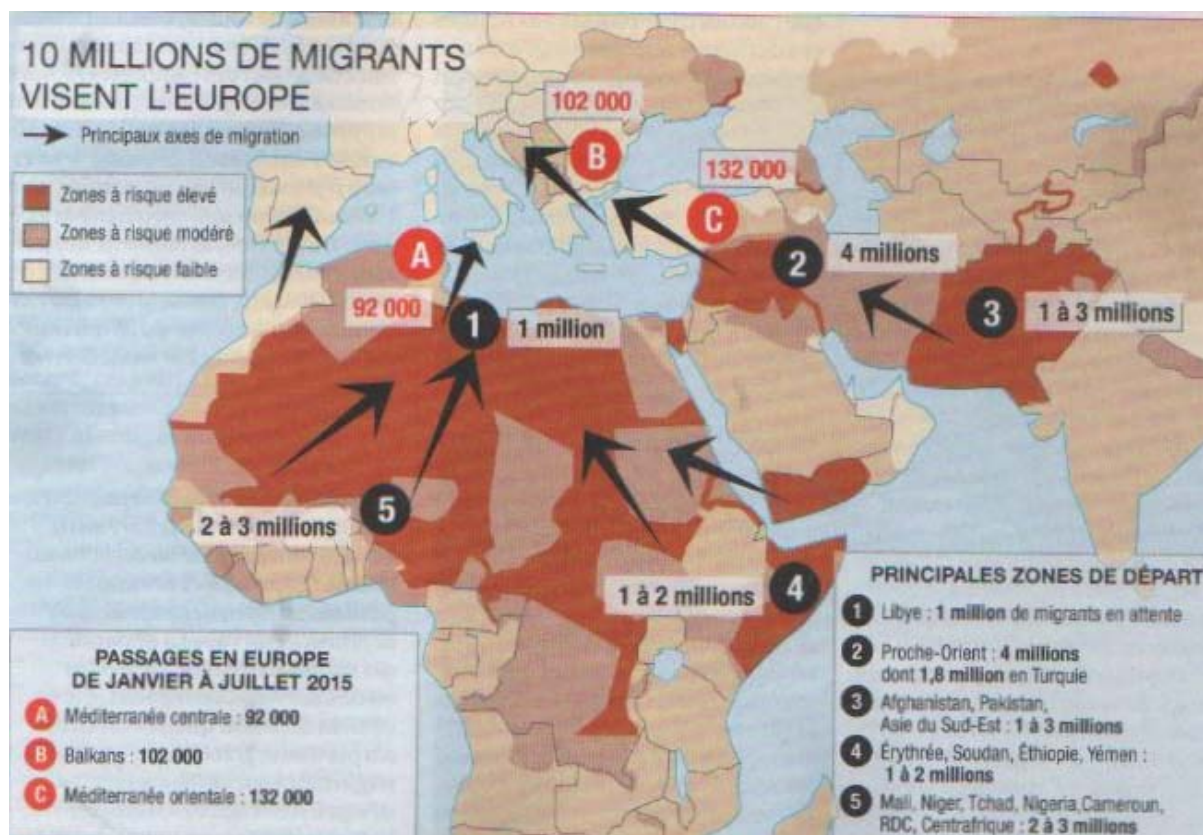 10 MILLIONS DE MIGRANTS
VISENT L'EUROPE
Principaux axes de migration
Zones à risque élevé
Zones à risque modéré
Zones à risque faible
102 000
B
132 000
C
A
92 000
1
1 million
2
4 millions
3
1 à 3 millions
5
2 à 3 millions
4
1 à 2 millions
PASSAGES EN EUROPE
DE JANVIER À JUILLET 2015
A Méditerranée centrale : 92 000
B Balkans : 102 000
C Méditerranée orientale : 132 000
PRINCIPALES ZONES DE DÉPART
1 Libye : 1 million de migrants en attente
2 Proche-Orient : 4 millions
dont 1,8 million en Turquie
3 Afghanistan, Pakistan,
Asie du Sud-Est : 1 à 3 millions
4 Érythrée, Soudan, Éthiopie, Yémen :
1 à 2 millions
5 Mali, Niger, Tchad, Nigeria, Cameroun,
RDC, Centrafrique : 2 à 3 millions